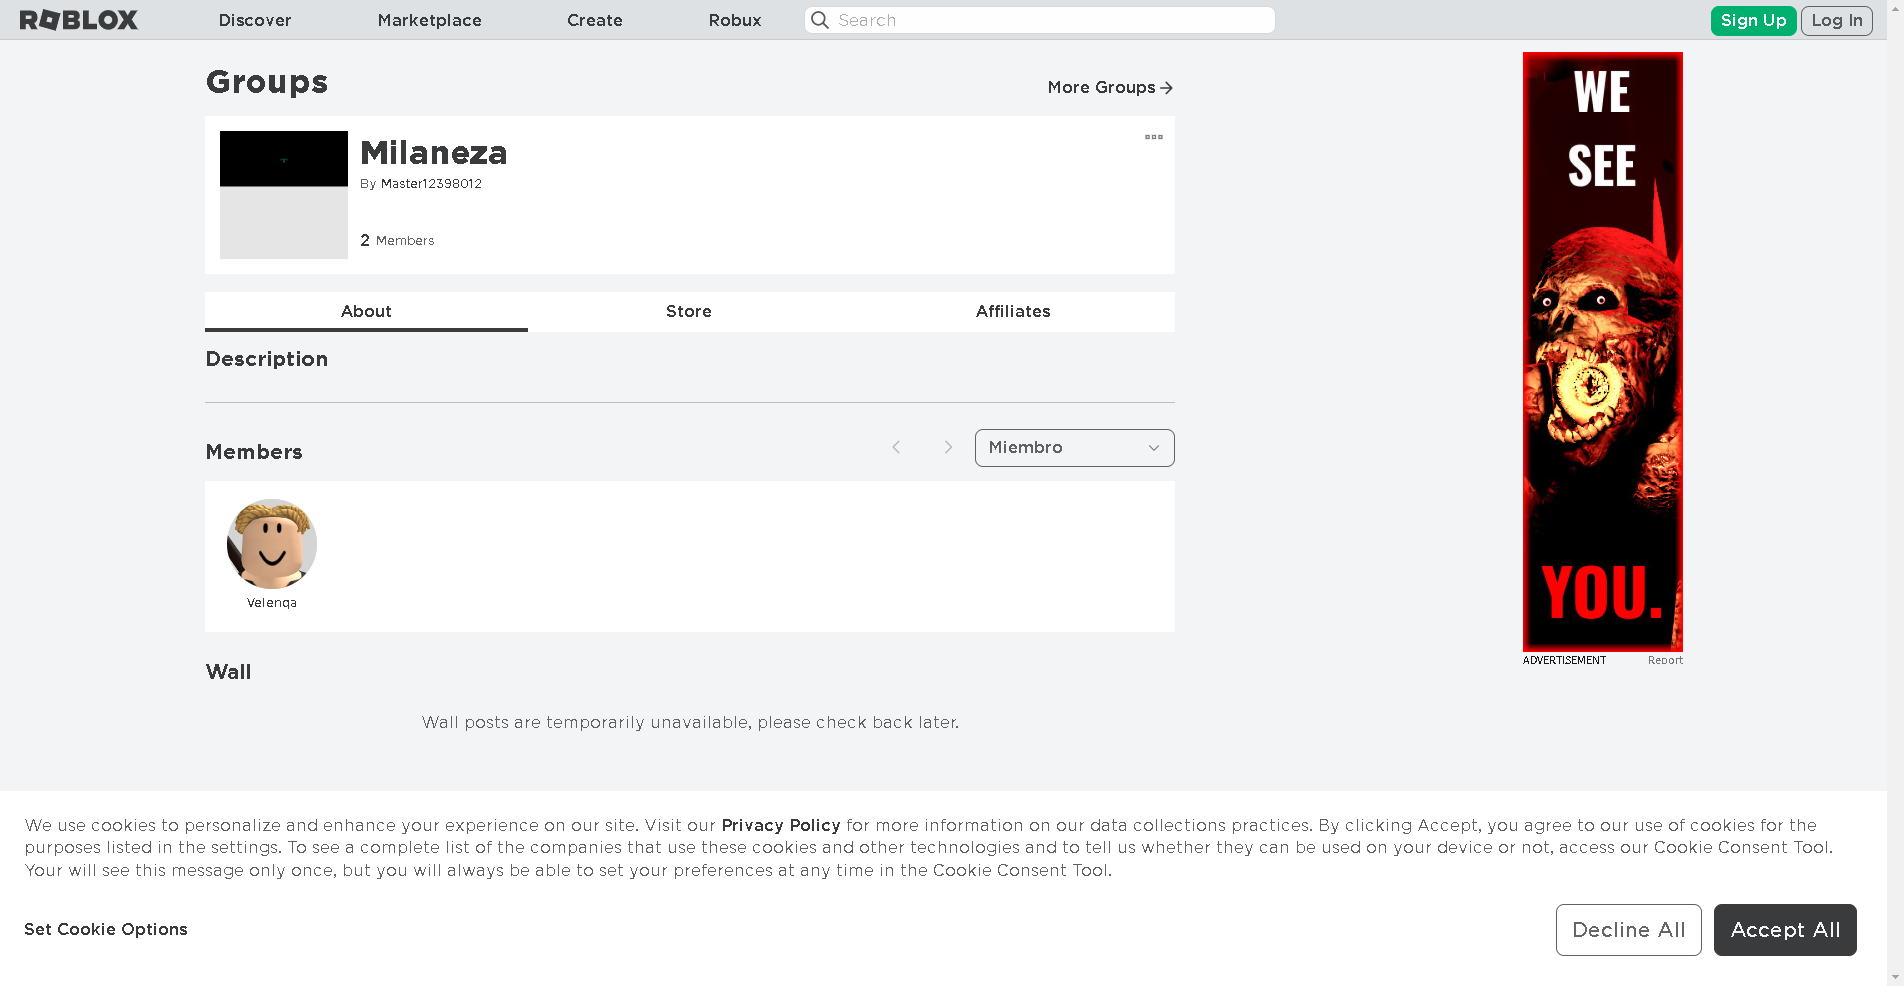 ROBLOX
Discover
Marketplace
Create
Robux
Search
Sign Up
Log In
Groups
More Groups
Milaneza
By Master12398012
2 Members
About
Store
Affiliates
Description
Members
Miembro
Velenqa
Wall
Wall posts are temporarily unavailable, please check back later.
WE
SEE
YOU.
ADVERTISEMENT
Report
We use cookies to personalize and enhance your experience on our site. Visit our Privacy Policy for more information on our data collections practices. By clicking Accept, you agree to our use of cookies for the
purposes listed in the settings. To see a complete list of the companies that use these cookies and other technologies and to tell us whether they can be used on your device or not, access our Cookie Consent Tool.
Your will see this message only once, but you will always be able to set your preferences at any time in the Cookie Consent Tool.
Set Cookie Options
Decline All
Accept All